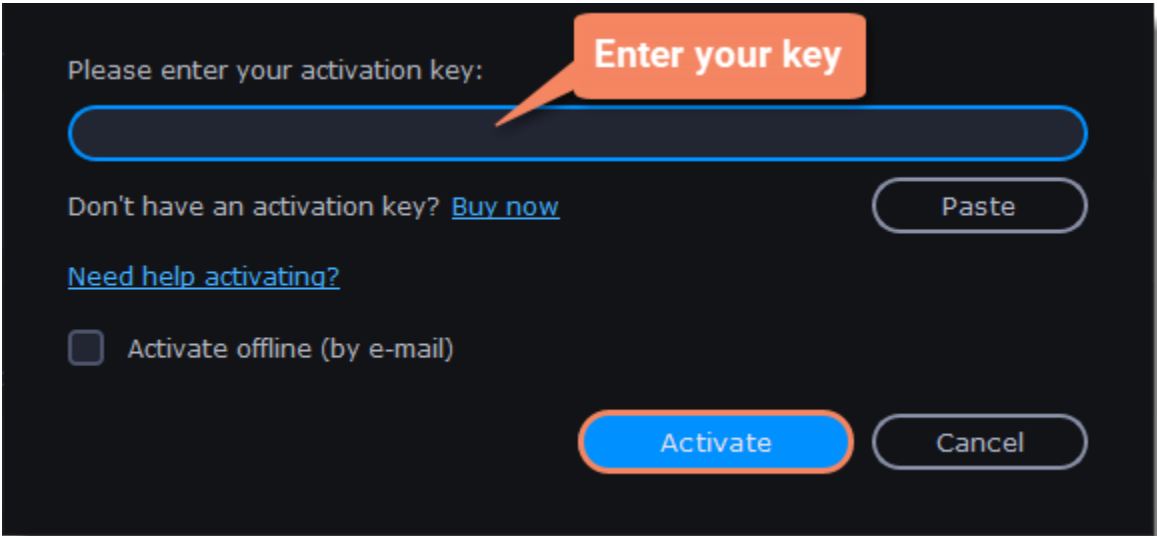 Enter your key
Please enter your activation key:
Don't have an activation key? Buy now
Paste
Need help activating?
Activate offline (by e-mail)
Activate
Cancel